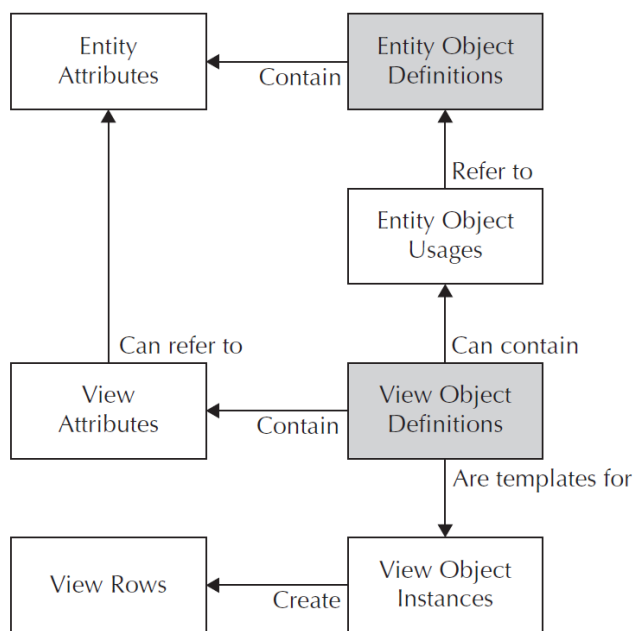 Entity
Attributes
Contain
Entity Object
Definitions
Refer to
Entity Object
Usages
Can refer to
Can contain
View
Attributes
Contain
View Object
Definitions
Are templates for
View Rows
Create
View Object
Instances